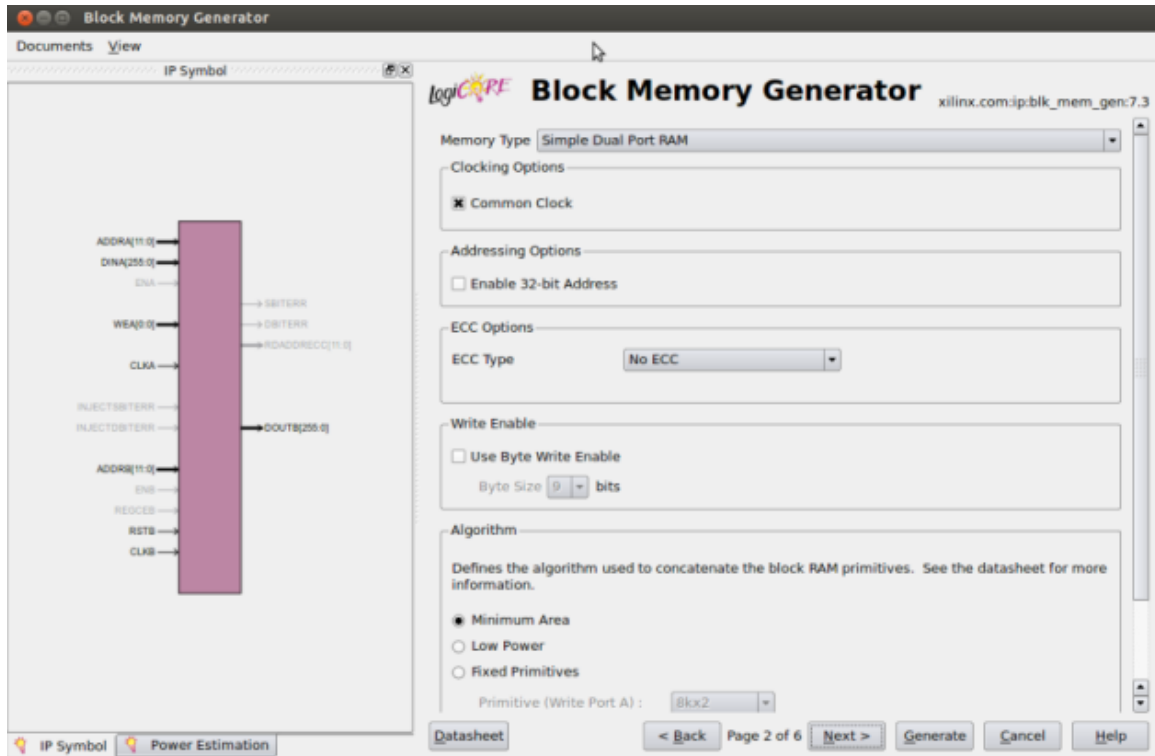 Block Memory Generator
Documents View
IP Symbol
ADDRA[11:0]
DINA[255:0]
ENA
SBITERR
WEA[0:0]
DBITERR
RDADDRECC[11:0]
CLKA
INJECTSBITERR
INJECTDBITERR
DOUTB[255:0]
ADDRB[11:0]
ENB
REGCEB
RSTB
CLKB
IP Symbol
Power Estimation
logiCORE
Block Memory Generator
xilinx.com:ip:blk_mem_gen:7.3
Memory Type Simple Dual Port RAM
Clocking Options
Common Clock
Addressing Options
Enable 32-bit Address
ECC Options
ECC Type No ECC
Write Enable
Use Byte Write Enable
Byte Size 9 bits
Algorithm
Defines the algorithm used to concatenate the block RAM primitives. See the datasheet for more
information.
Minimum Area
Low Power
Fixed Primitives
Primitive (Write Port A) : 8kx2
Datasheet < Back Page 2 of 6 Next > Generate Cancel Help